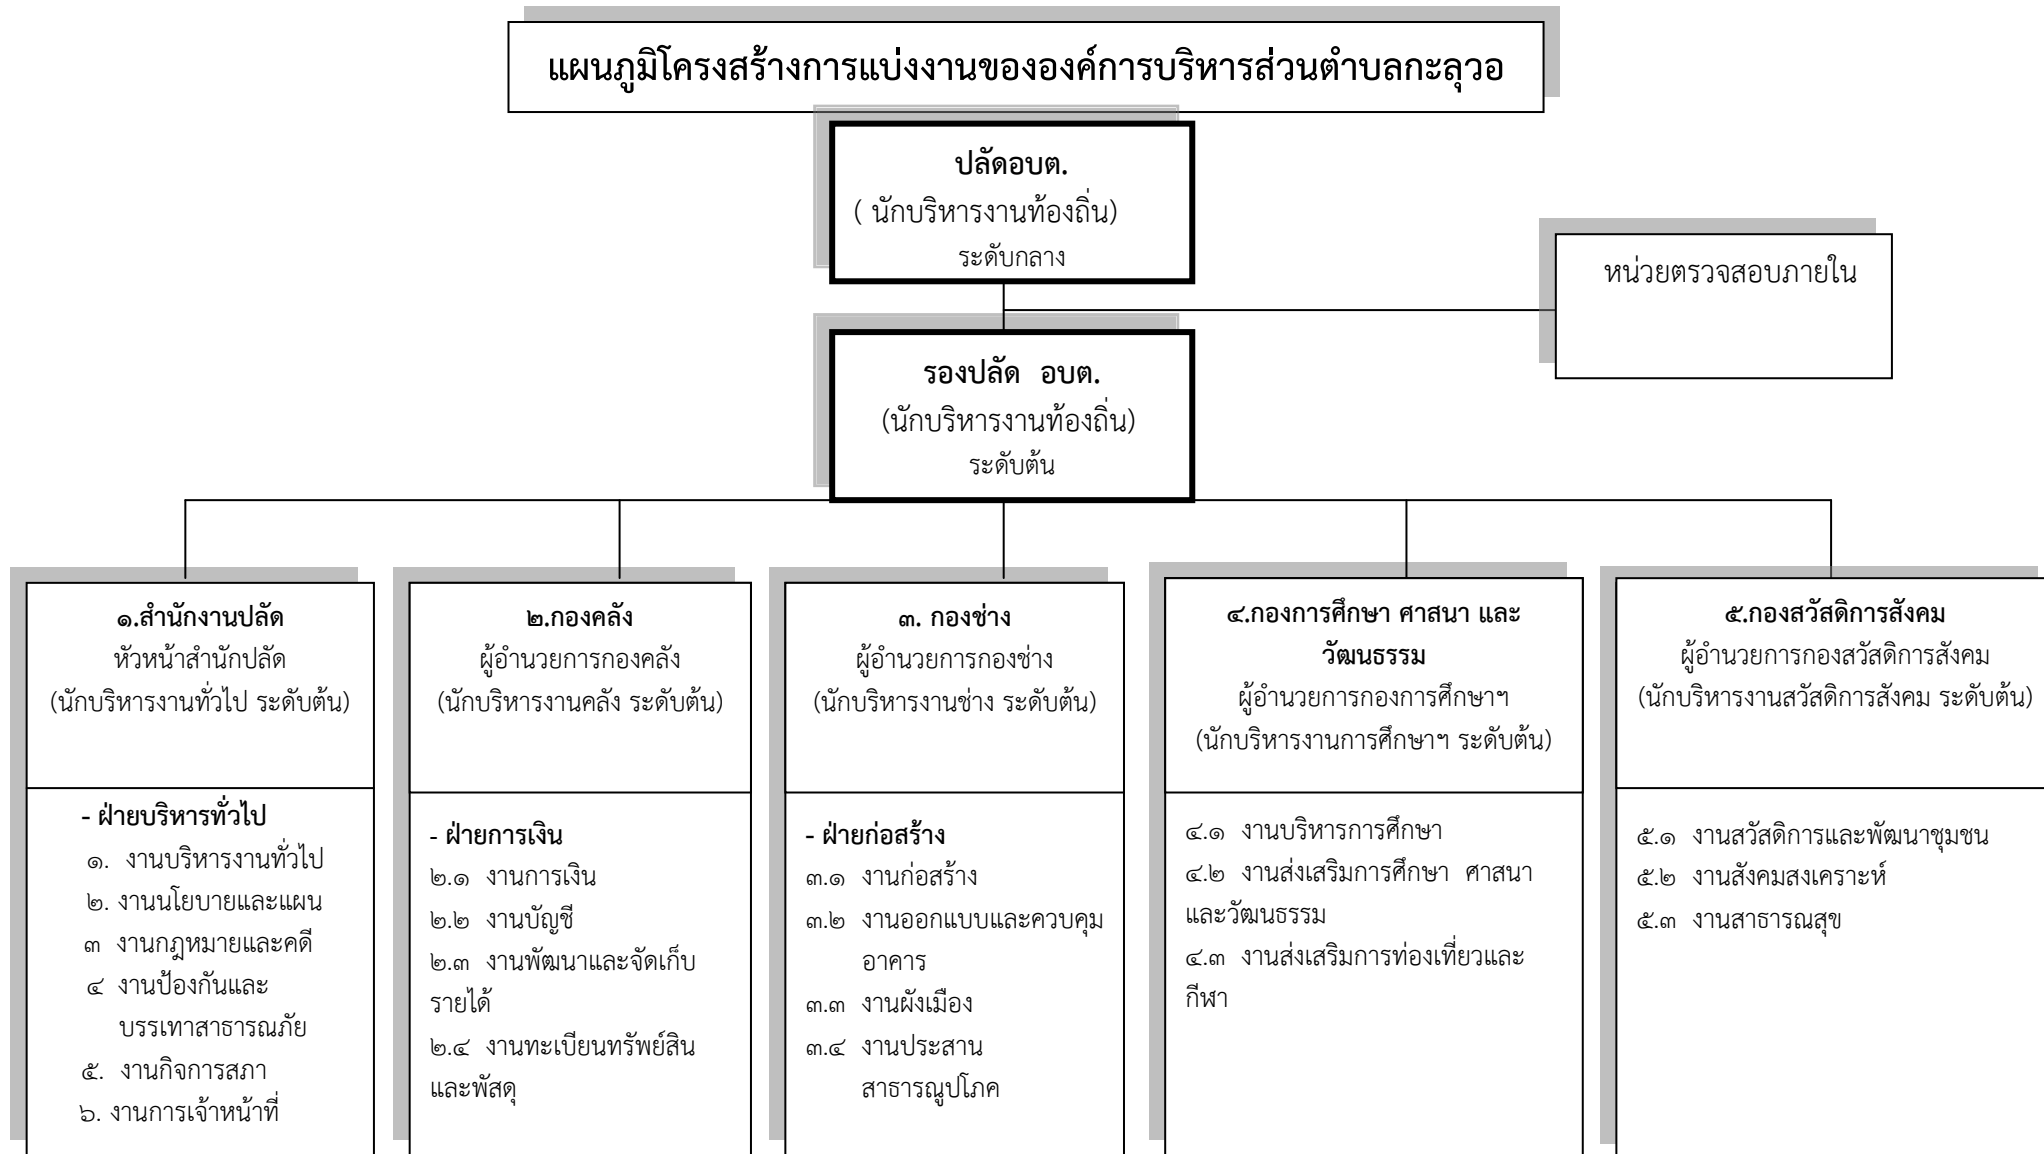 แผนภูมิโครงสร้างการแบ่งงานขององค์การบริหารส่วนตำบลกะลุวอ
ปลัดอบต.
( นักบริหารงานท้องถิ่น)
ระดับกลาง
หน่วยตรวจสอบภายใน
รองปลัด อบต.
(นักบริหารงานท้องถิ่น)
ระดับต้น
๑.สำนักงานปลัด
หัวหน้าสำนักปลัด
(นักบริหารงานทั่วไป ระดับต้น)
- ฝ่ายบริหารทั่วไป
๑. งานบริหารงานทั่วไป
๒. งานนโยบายและแผน
๓ งานกฎหมายและคดี
๔ งานป้องกันและ
บรรเทาสาธารณภัย
๕. งานกิจการสภา
๖. งานการเจ้าหน้าที่
๒.กองคลัง
ผู้อำนวยการกองคลัง
(นักบริหารงานคลัง ระดับต้น)
- ฝ่ายการเงิน
๒.๑ งานการเงิน
๒.๒ งานบัญชี
๒.๓ งานพัฒนาและจัดเก็บ
รายได้
๒.๔ งานทะเบียนทรัพย์สิน
และพัสดุ
๓. กองช่าง
ผู้อำนวยการกองช่าง
(นักบริหารงานช่าง ระดับต้น)
- ฝ่ายก่อสร้าง
๓.๑ งานก่อสร้าง
๓.๒ งานออกแบบและควบคุม
อาคาร
๓.๓ งานผังเมือง
๓.๔ งานประสาน
สาธารณูปโภค
๔.กองการศึกษา ศาสนา และ
วัฒนธรรม
ผู้อำนวยการกองการศึกษาฯ
(นักบริหารงานการศึกษาฯ ระดับต้น)
๔.๑ งานบริหารการศึกษา
๔.๒ งานส่งเสริมการศึกษา ศาสนา
และวัฒนธรรม
๔.๓ งานส่งเสริมการท่องเที่ยวและ
กีฬา
๕.กองสวัสดิการสังคม
ผู้อำนวยการกองสวัสดิการสังคม
(นักบริหารงานสวัสดิการสังคม ระดับต้น)
๕.๑ งานสวัสดิการและพัฒนาชุมชน
๕.๒ งานสังคมสงเคราะห์
๕.๓ งานสาธารณสุข